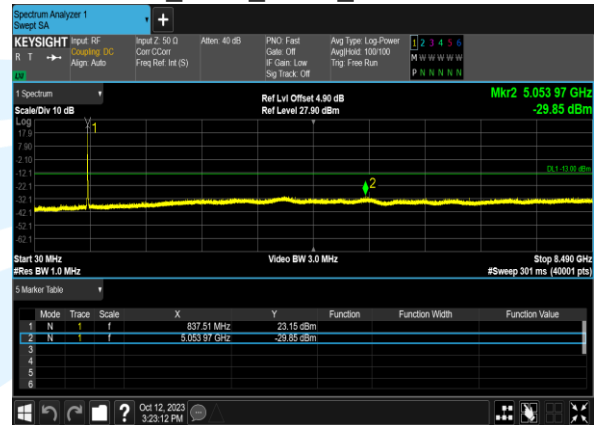 Spectrum Analyzer 1
Swept SA
+
KEYSIGHT Input: RF Input Z: 50 Ω Atten: 40 dB PNO: Fast Avg Type: Log-Power 1 2 3 4 5 6
R T Coupling: DC Corr CCorr Gate: Off Avg|Hold: 100/100 M W W W W W
Align: Auto Freq Ref: Int (S) IF Gain: Low Trig: Free Run P N N N N N
Sig Track: Off
1 Spectrum Ref Lvl Offset 4.90 dB Mkr2 5.053 97 GHz
Scale/Div 10 dB Ref Level 27.90 dBm -29.85 dBm
Log
17.9 1
7.90
-2.10
-12.1 DL1 -13.00 dBm
-22.1 2
-32.1
-42.1
-52.1
-62.1
Start 30 MHz Video BW 3.0 MHz Stop 8.490 GHz
#Res BW 1.0 MHz #Sweep 301 ms (40001 pts)
5 Marker Table
Mode Trace Scale X Y Function Function Width Function Value
1 N 1 f 837.51 MHz 23.15 dBm
2 N 1 f 5.053 97 GHz -29.85 dBm
3
4
5
6
? Oct 12, 2023
3:23:12 PM